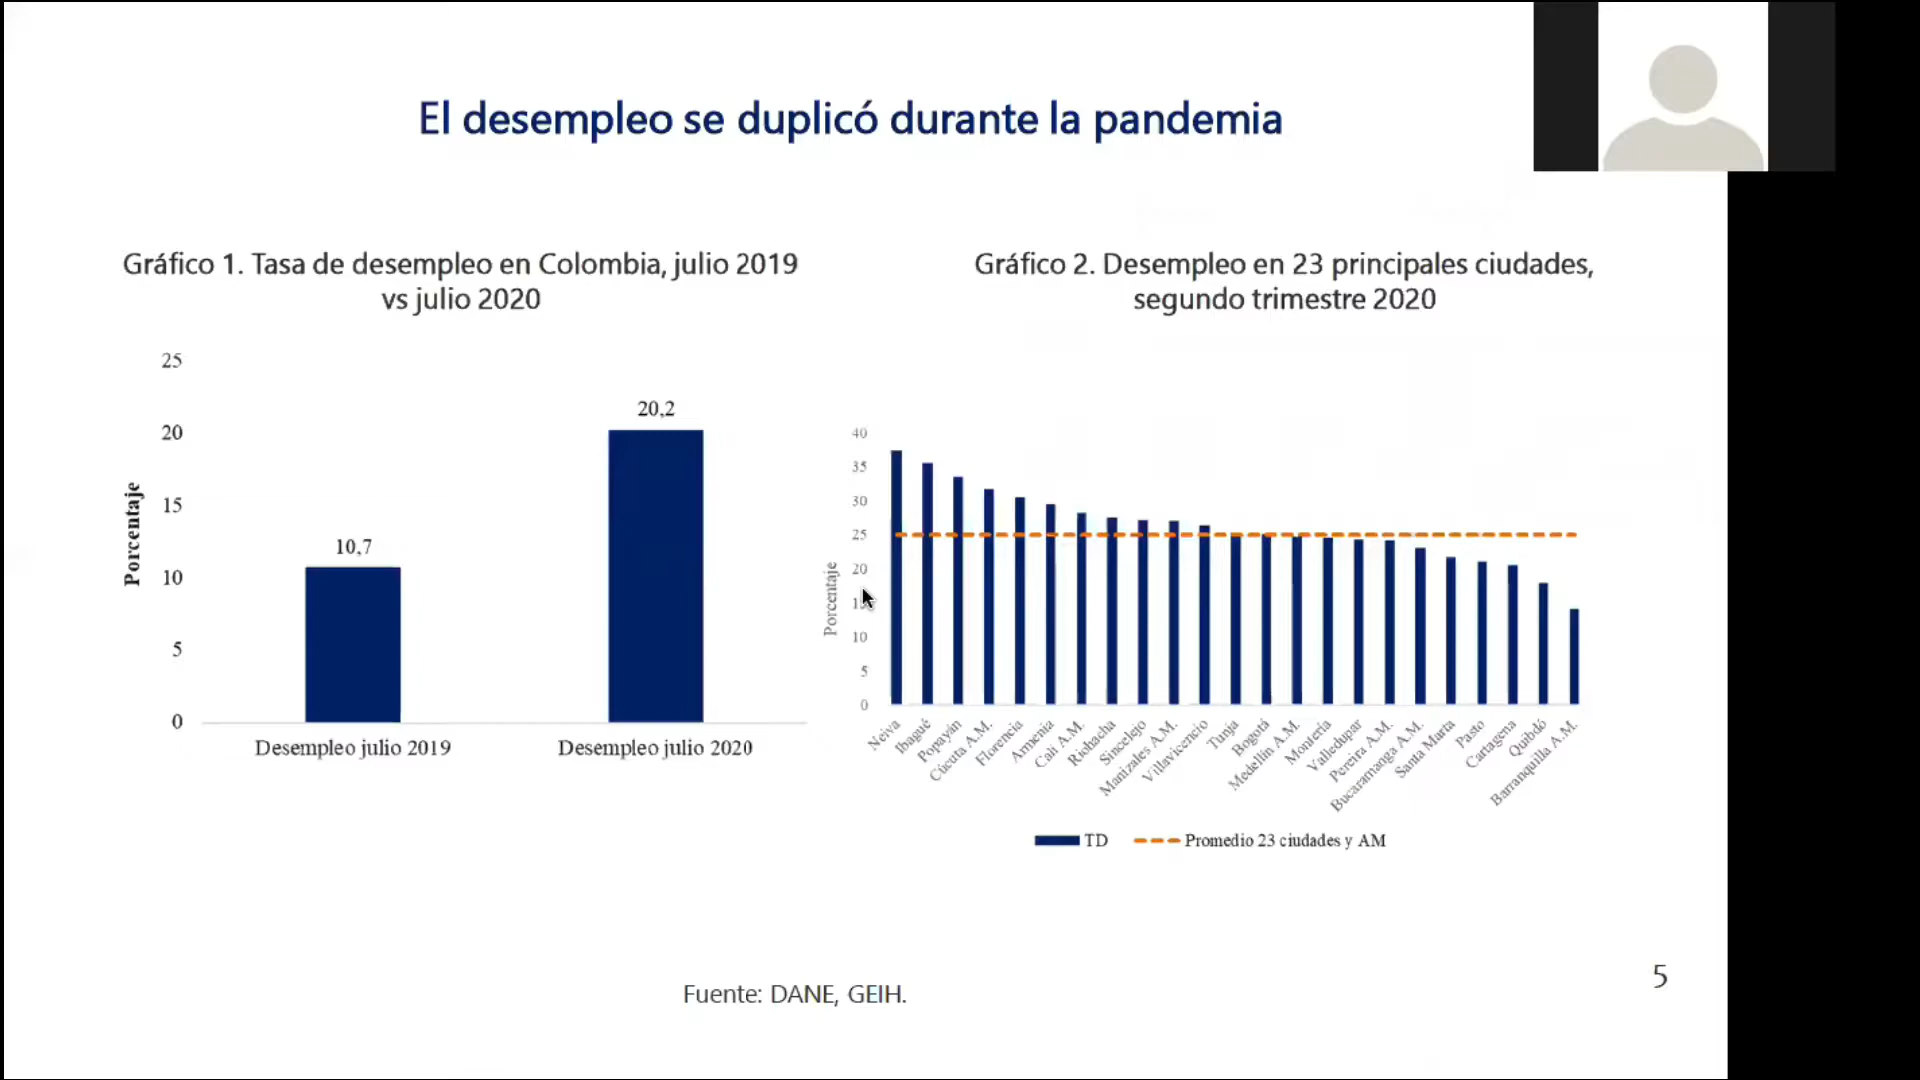 El desempleo se duplicó durante la pandemia
Gráfico 1. Tasa de desempleo en Colombia, julio 2019
vs julio 2020
25
20
15
10
5
0
Porcentaje
10,7
20,2
Desempleo julio 2019
Desempleo julio 2020
Gráfico 2. Desempleo en 23 principales ciudades,
segundo trimestre 2020
40
35
30
25
20
15
10
5
0
Porcentaje
Neiva
Ibagué
Popayán
Cúcuta A.M.
Florencia
Armenia
Cali A.M.
Riohacha
Sincelejo
Manizales A.M.
Villavicencio
Tunja
Bogotá
Medellín A.M.
Montería
Valledupar
Pereira A.M.
Bucaramanga A.M.
Santa Marta
Pasto
Cartagena
Quibdó
Barranquilla A.M.
TD
Promedio 23 ciudades y AM
Fuente: DANE, GEIH.
5